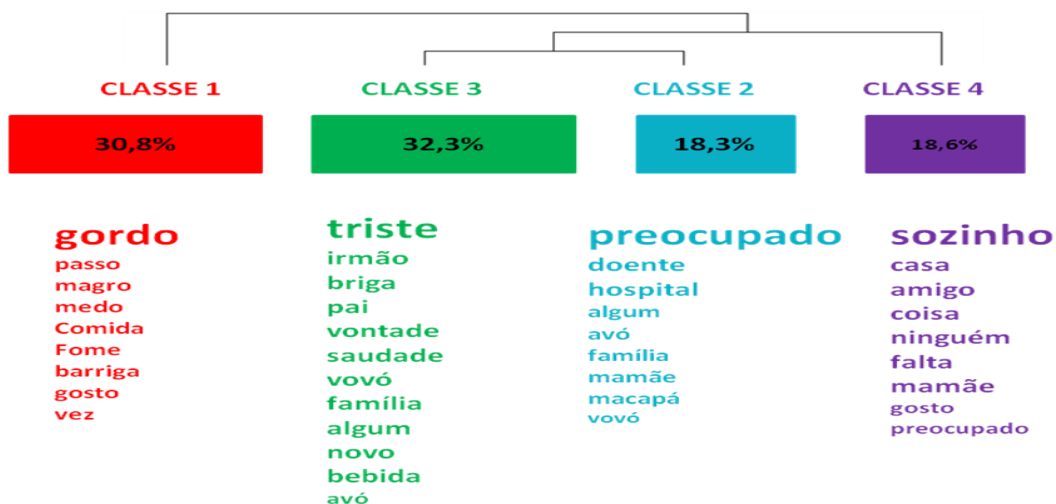 CLASSE 1
CLASSE 3
CLASSE 2
CLASSE 4
30,8%
32,3%
18,3%
18,6%
gordo
passo
magro
medo
Comida
Fome
barriga
gosto
vez
triste
irmão
briga
pai
vontade
saudade
vovó
família
algum
novo
bebida
avó
preocupado
doente
hospital
algum
avó
família
mamãe
macapá
vovó
sozinho
casa
amigo
coisa
ninguém
falta
mamãe
gosto
preocupado